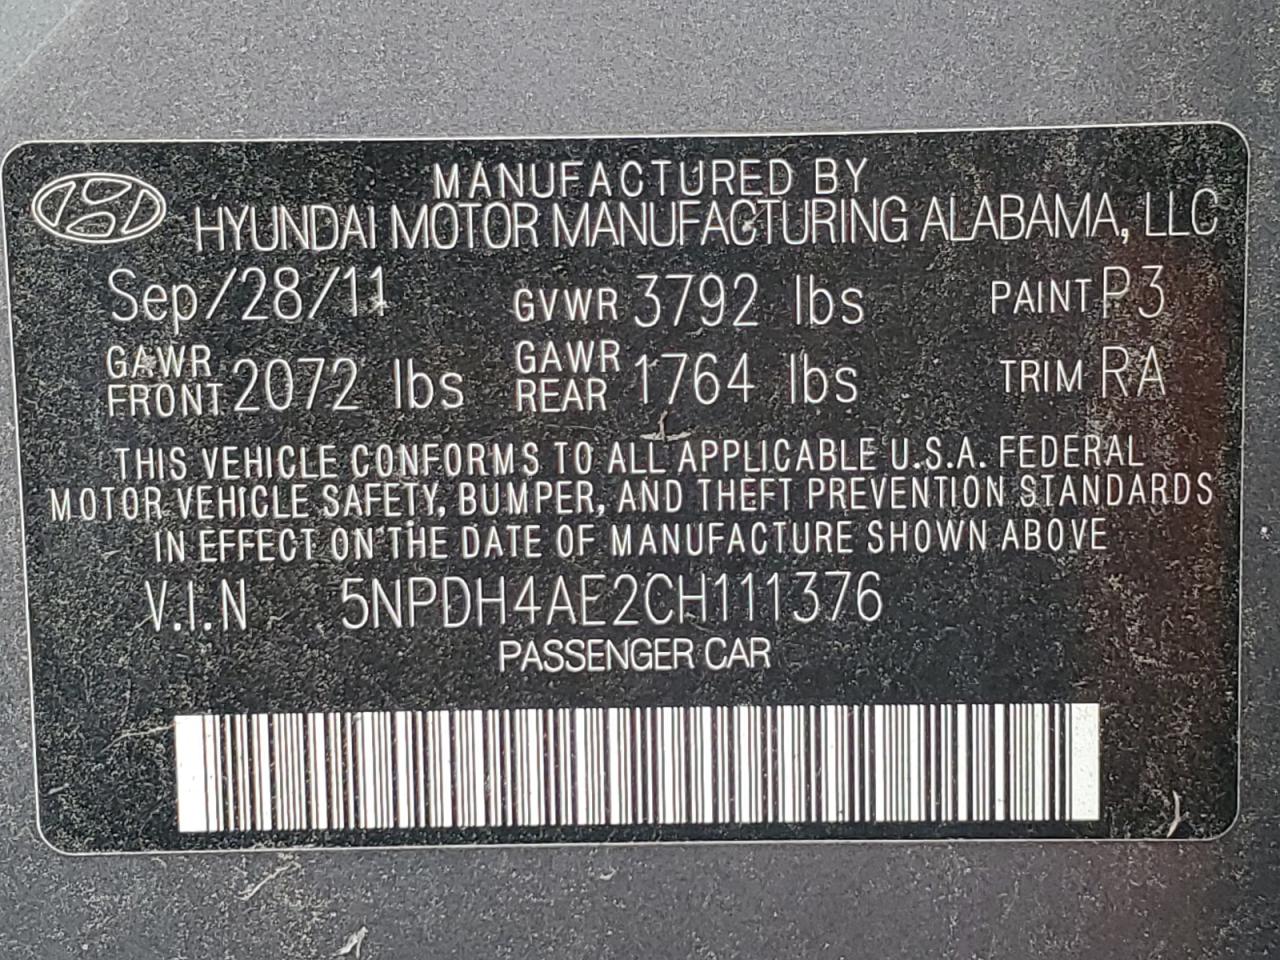 MANUFACTURED BY
HYUNDAI MOTOR MANUFACTURING ALABAMA, LLC
Sep/28/11 GVWR 3792 lbs PAINT P3
GAWR FRONT 2072 lbs GAWR REAR 1764 lbs TRIM RA
THIS VEHICLE CONFORMS TO ALL APPLICABLE U.S.A. FEDERAL
MOTOR VEHICLE SAFETY, BUMPER, AND THEFT PREVENTION STANDARDS
IN EFFECT ON THE DATE OF MANUFACTURE SHOWN ABOVE
V.I.N 5NPDH4AE2CH111376
PASSENGER CAR